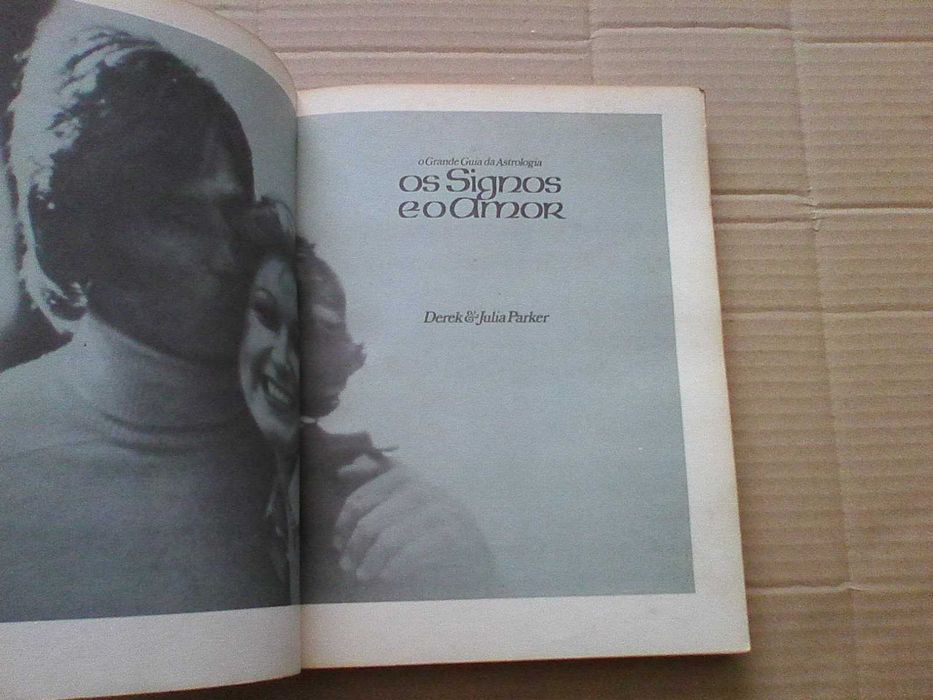 o Grande Guia da Astrologia
os Signos
e o amor
Derek & Julia Parker